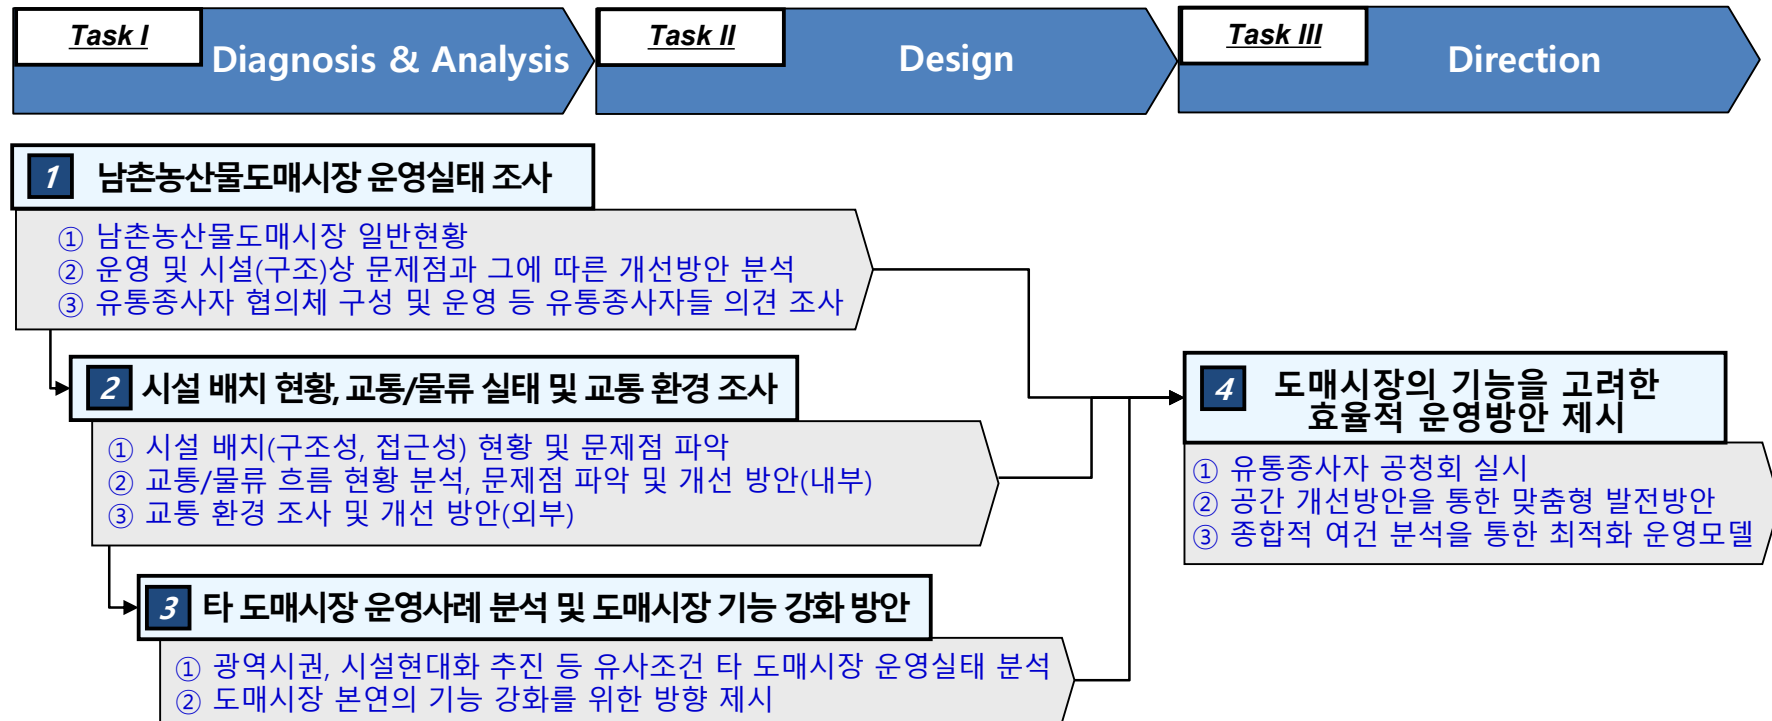 Task I
Diagnosis & Analysis
Task II
Design
Task III
Direction
1 남촌농산물도매시장 운영실태 조사
① 남촌농산물도매시장 일반현황
② 운영 및 시설(구조)상 문제점과 그에 따른 개선방안 분석
③ 유통종사자 협의체 구성 및 운영 등 유통종사자들 의견 조사
2 시설 배치 현황, 교통/물류 실태 및 교통 환경 조사
① 시설 배치(구조성, 접근성) 현황 및 문제점 파악
② 교통/물류 흐름 현황 분석, 문제점 파악 및 개선 방안(내부)
③ 교통 환경 조사 및 개선 방안(외부)
3 타 도매시장 운영사례 분석 및 도매시장 기능 강화 방안
① 광역시권, 시설현대화 추진 등 유사조건 타 도매시장 운영실태 분석
② 도매시장 본연의 기능 강화를 위한 방향 제시
4 도매시장의 기능을 고려한
효율적 운영방안 제시
① 유통종사자 공청회 실시
② 공간 개선방안을 통한 맞춤형 발전방안
③ 종합적 여건 분석을 통한 최적화 운영모델